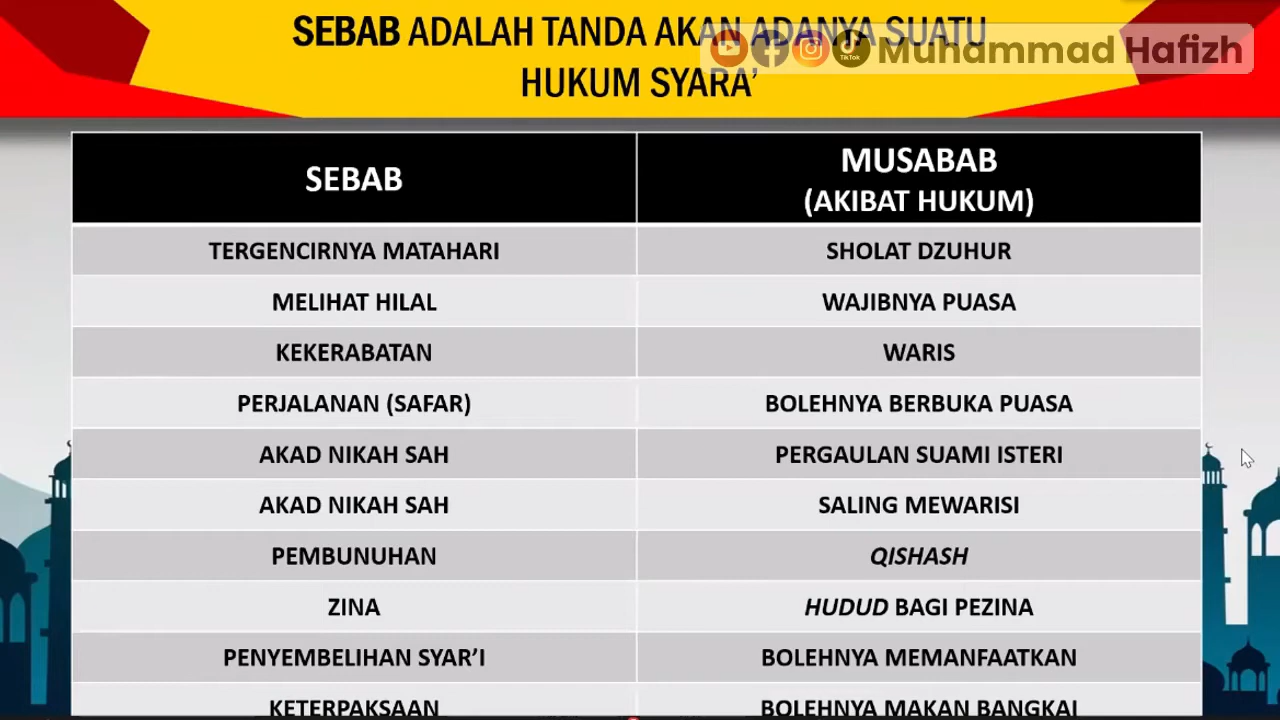 SEBAB ADALAH TANDA AKAN ADANYA SUATU
HUKUM SYARA’
TikTok
Muhammad Hafizh
SEBAB
MUSABAB
(AKIBAT HUKUM)
TERGENCIRNYA MATAHARI
SHOLAT DZUHUR
MELIHAT HILAL
WAJIBNYA PUASA
KEKERABATAN
WARIS
PERJALANAN (SAFAR)
BOLEHNYA BERBUKA PUASA
AKAD NIKAH SAH
PERGAULAN SUAMI ISTERI
AKAD NIKAH SAH
SALING MEWARISI
PEMBUNUHAN
QISHASH
ZINA
HUDUD BAGI PEZINA
PENYEMBELIHAN SYAR’I
BOLEHNYA MEMANFAATKAN
KETERPAKSAAN
BOLEHNYA MAKAN BANGKAI